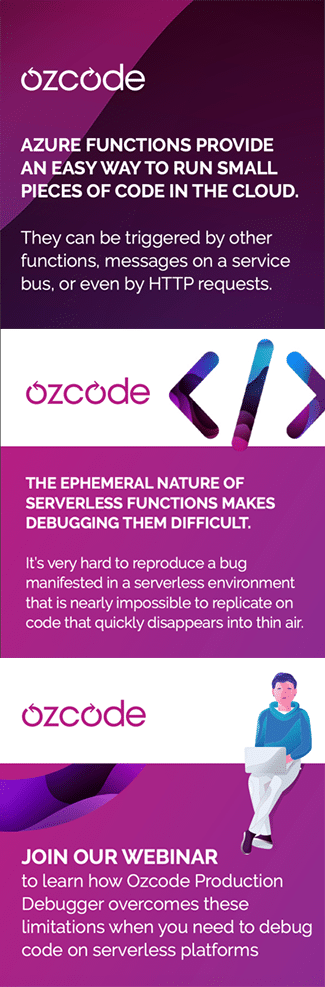 ozcode
AZURE FUNCTIONS PROVIDE
AN EASY WAY TO RUN SMALL
PIECES OF CODE IN THE CLOUD.
They can be triggered by other
functions, messages on a service
bus, or even by HTTP requests.
ozcode
THE EPHEMERAL NATURE OF
SERVERLESS FUNCTIONS MAKES
DEBUGGING THEM DIFFICULT.
It's very hard to reproduce a bug
manifested in a serverless environment
that is nearly impossible to replicate on
code that quickly disappears into thin air.
ozcode
JOIN OUR WEBINAR
to learn how Ozcode Production
Debugger overcomes these
limitations when you need to debug
code on serverless platforms